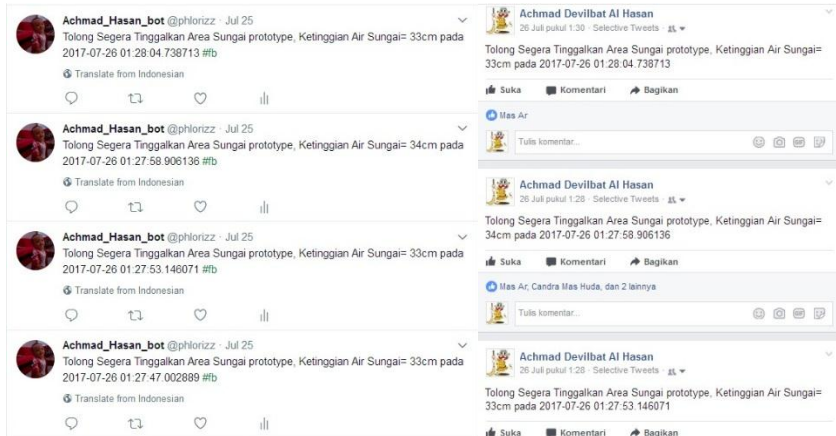 Achmad_Hasan_bot @phlorizz · Jul 25
Tolong Segera Tinggalkan Area Sungai prototype, Ketinggian Air Sungai= 33cm pada
2017-07-26 01:28:04.738713 #fb
Translate from Indonesian
Achmad_Hasan_bot @phlorizz · Jul 25
Tolong Segera Tinggalkan Area Sungai prototype, Ketinggian Air Sungai= 34cm pada
2017-07-26 01:27:58.906136 #fb
Translate from Indonesian
Achmad_Hasan_bot @phlorizz · Jul 25
Tolong Segera Tinggalkan Area Sungai prototype, Ketinggian Air Sungai= 33cm pada
2017-07-26 01:27:53.146071 #fb
Translate from Indonesian
Achmad_Hasan_bot @phlorizz · Jul 25
Tolong Segera Tinggalkan Area Sungai prototype, Ketinggian Air Sungai= 33cm pada
2017-07-26 01:27:47.002889 #fb
Translate from Indonesian
Achmad Devilbat Al Hasan
26 Juli pukul 1:30 · Selective Tweets ·
Tolong Segera Tinggalkan Area Sungai prototype, Ketinggian Air Sungai=
33cm pada 2017-07-26 01:28:04.738713
Suka Komentari Bagikan
Mas Ar
Tulis komentar...
GIF
Achmad Devilbat Al Hasan
26 Juli pukul 1:28 · Selective Tweets ·
Tolong Segera Tinggalkan Area Sungai prototype, Ketinggian Air Sungai=
34cm pada 2017-07-26 01:27:58.906136
Suka Komentari Bagikan
Mas Ar, Candra Mas Huda, dan 2 lainnya
Tulis komentar...
GIF
Achmad Devilbat Al Hasan
26 Juli pukul 1:28 · Selective Tweets ·
Tolong Segera Tinggalkan Area Sungai prototype, Ketinggian Air Sungai=
33cm pada 2017-07-26 01:27:53.146071
Suka Komentari Bagikan